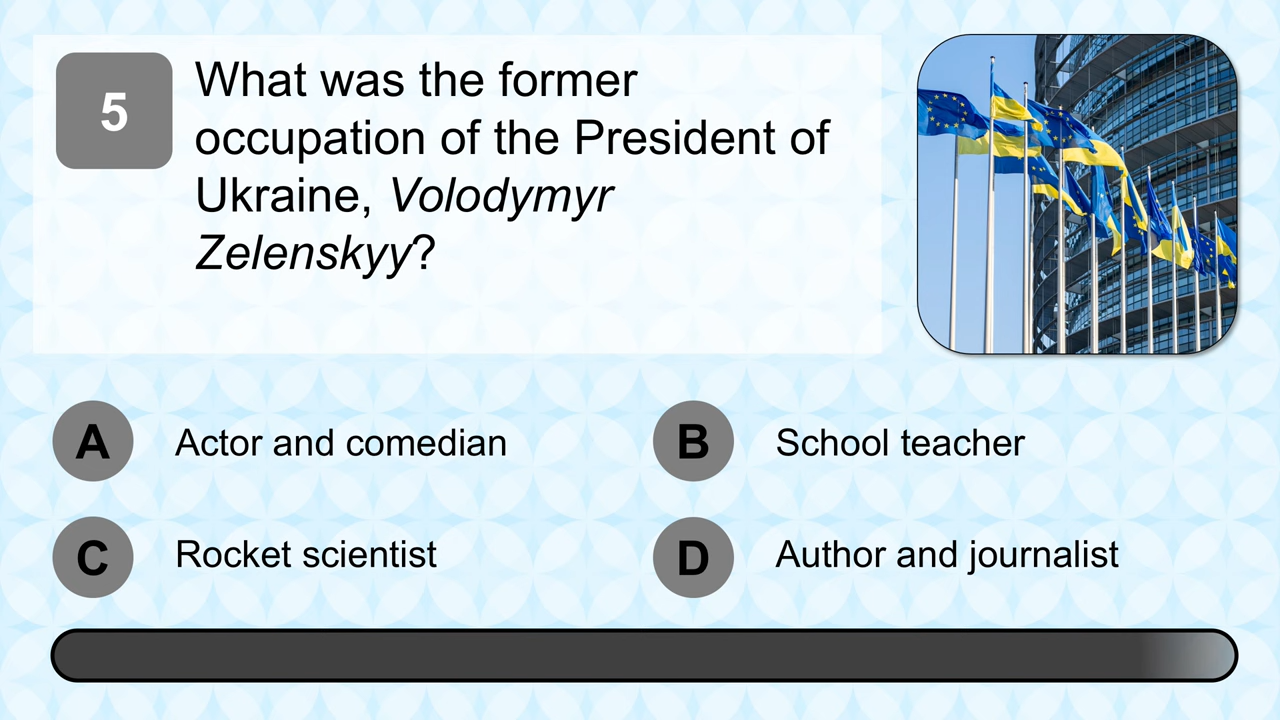 5
What was the former
occupation of the President of
Ukraine, Volodymyr
Zelenskyy?
A Actor and comedian
B School teacher
C Rocket scientist
D Author and journalist